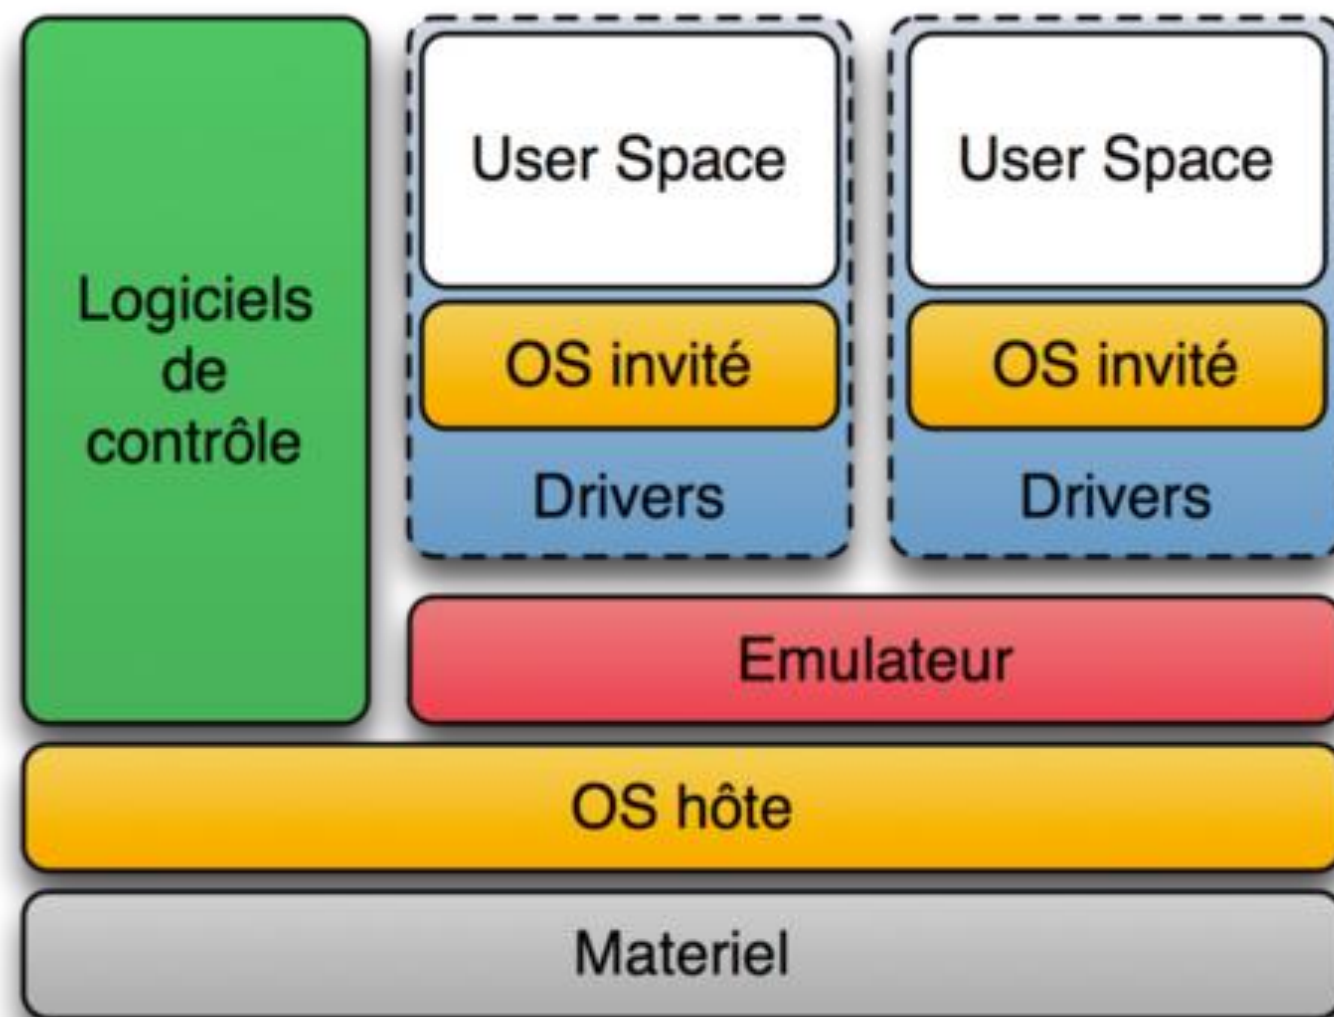 Logiciels
de
contrôle
User Space
OS invité
Drivers
User Space
OS invité
Drivers
Emulateur
OS hôte
Materiel